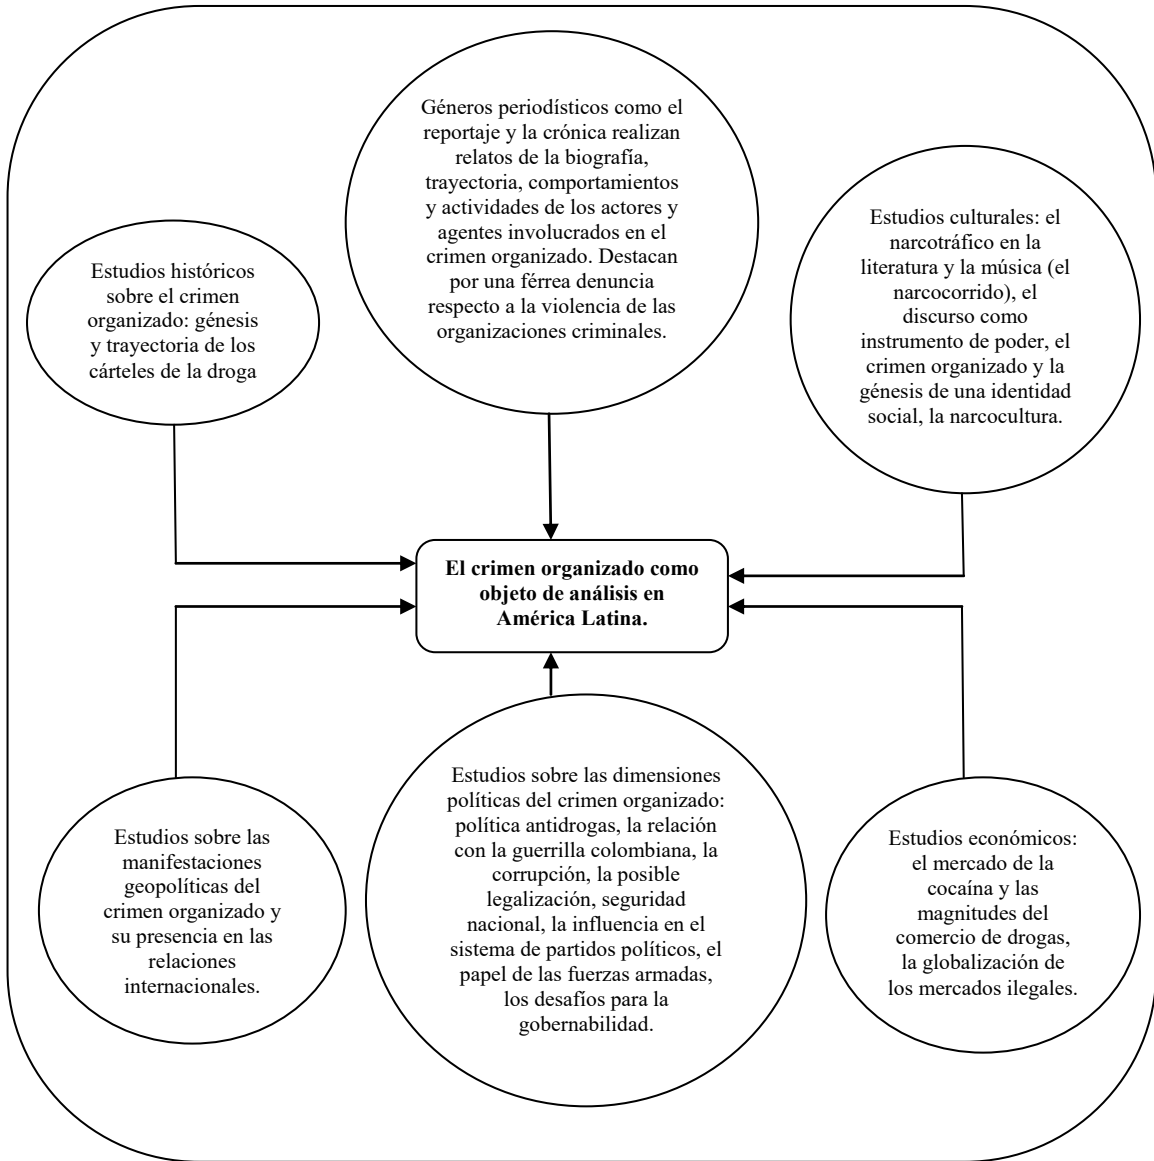 Géneros periodísticos como el
reportaje y la crónica realizan
relatos de la biografía,
trayectoria, comportamientos
y actividades de los actores y
agentes involucrados en el
crimen organizado. Destacan
por una férrea denuncia
respecto a la violencia de las
organizaciones criminales.
Estudios históricos
sobre el crimen
organizado: génesis
y trayectoria de los
cárteles de la droga
Estudios culturales: el
narcotráfico en la
literatura y la música (el
narcocorrido), el
discurso como
instrumento de poder, el
crimen organizado y la
génesis de una identidad
social, la narcocultura.
El crimen organizado como
objeto de análisis en
América Latina.
Estudios sobre las
manifestaciones
geopolíticas del
crimen organizado y
su presencia en las
relaciones
internacionales.
Estudios sobre las dimensiones
políticas del crimen organizado:
política antidrogas, la relación
con la guerrilla colombiana, la
corrupción, la posible
legalización, seguridad
nacional, la influencia en el
sistema de partidos políticos, el
papel de las fuerzas armadas,
los desafíos para la
gobernabilidad.
Estudios económicos:
el mercado de la
cocaína y las
magnitudes del
comercio de drogas,
la globalización de
los mercados ilegales.